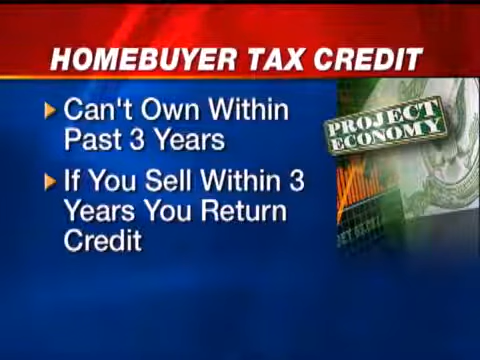 HOMEBUYER TAX CREDIT
Can't Own Within
Past 3 Years
PROJECT
ECONOMY
If You Sell Within 3
Years You Return
Credit